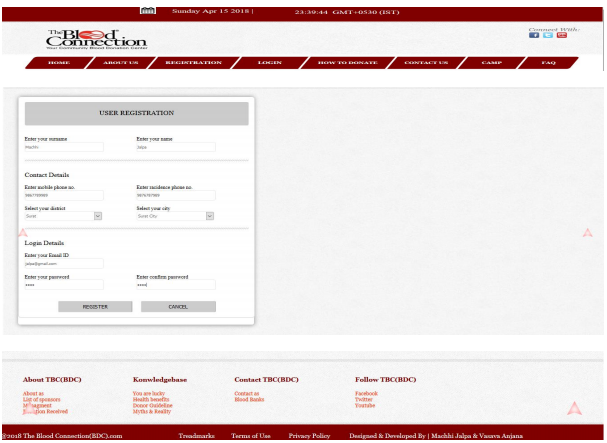 Sunday Apr 15 2018 | 23:39:44 GMT+0530 (IST)
The Blood Connection
Your Community Blood Donation Center
Connect With:
HOME ABOUT US REGISTRATION LOGIN HOW TO DONATE CONTACT US CAMP FAQ
USER REGISTRATION
Enter your surname Enter your name
Machhi Jalpa
Contact Details
Enter mobile phone no. Enter residence phone no.
Select your district Select your city
Surat Surat City
Login Details
Enter your Email ID
jalpa@gmail.com
Enter your password Enter confirm password
REGISTER CANCEL
About TBC(BDC) Konwladgebase Contact TBC(BDC) Follow TBC(BDC)
About us You are lucky Contact us Facebook
List of sponsors Health benefits Blood Banks Twitter
Donor Guideline Youtube
Received Myths & Reality
@2018 The Blood Connection(BDC).com Treadmarks Terms of Use Privacy Policy Designed & Developed By | Machhi Jalpa & Vasava Anjana